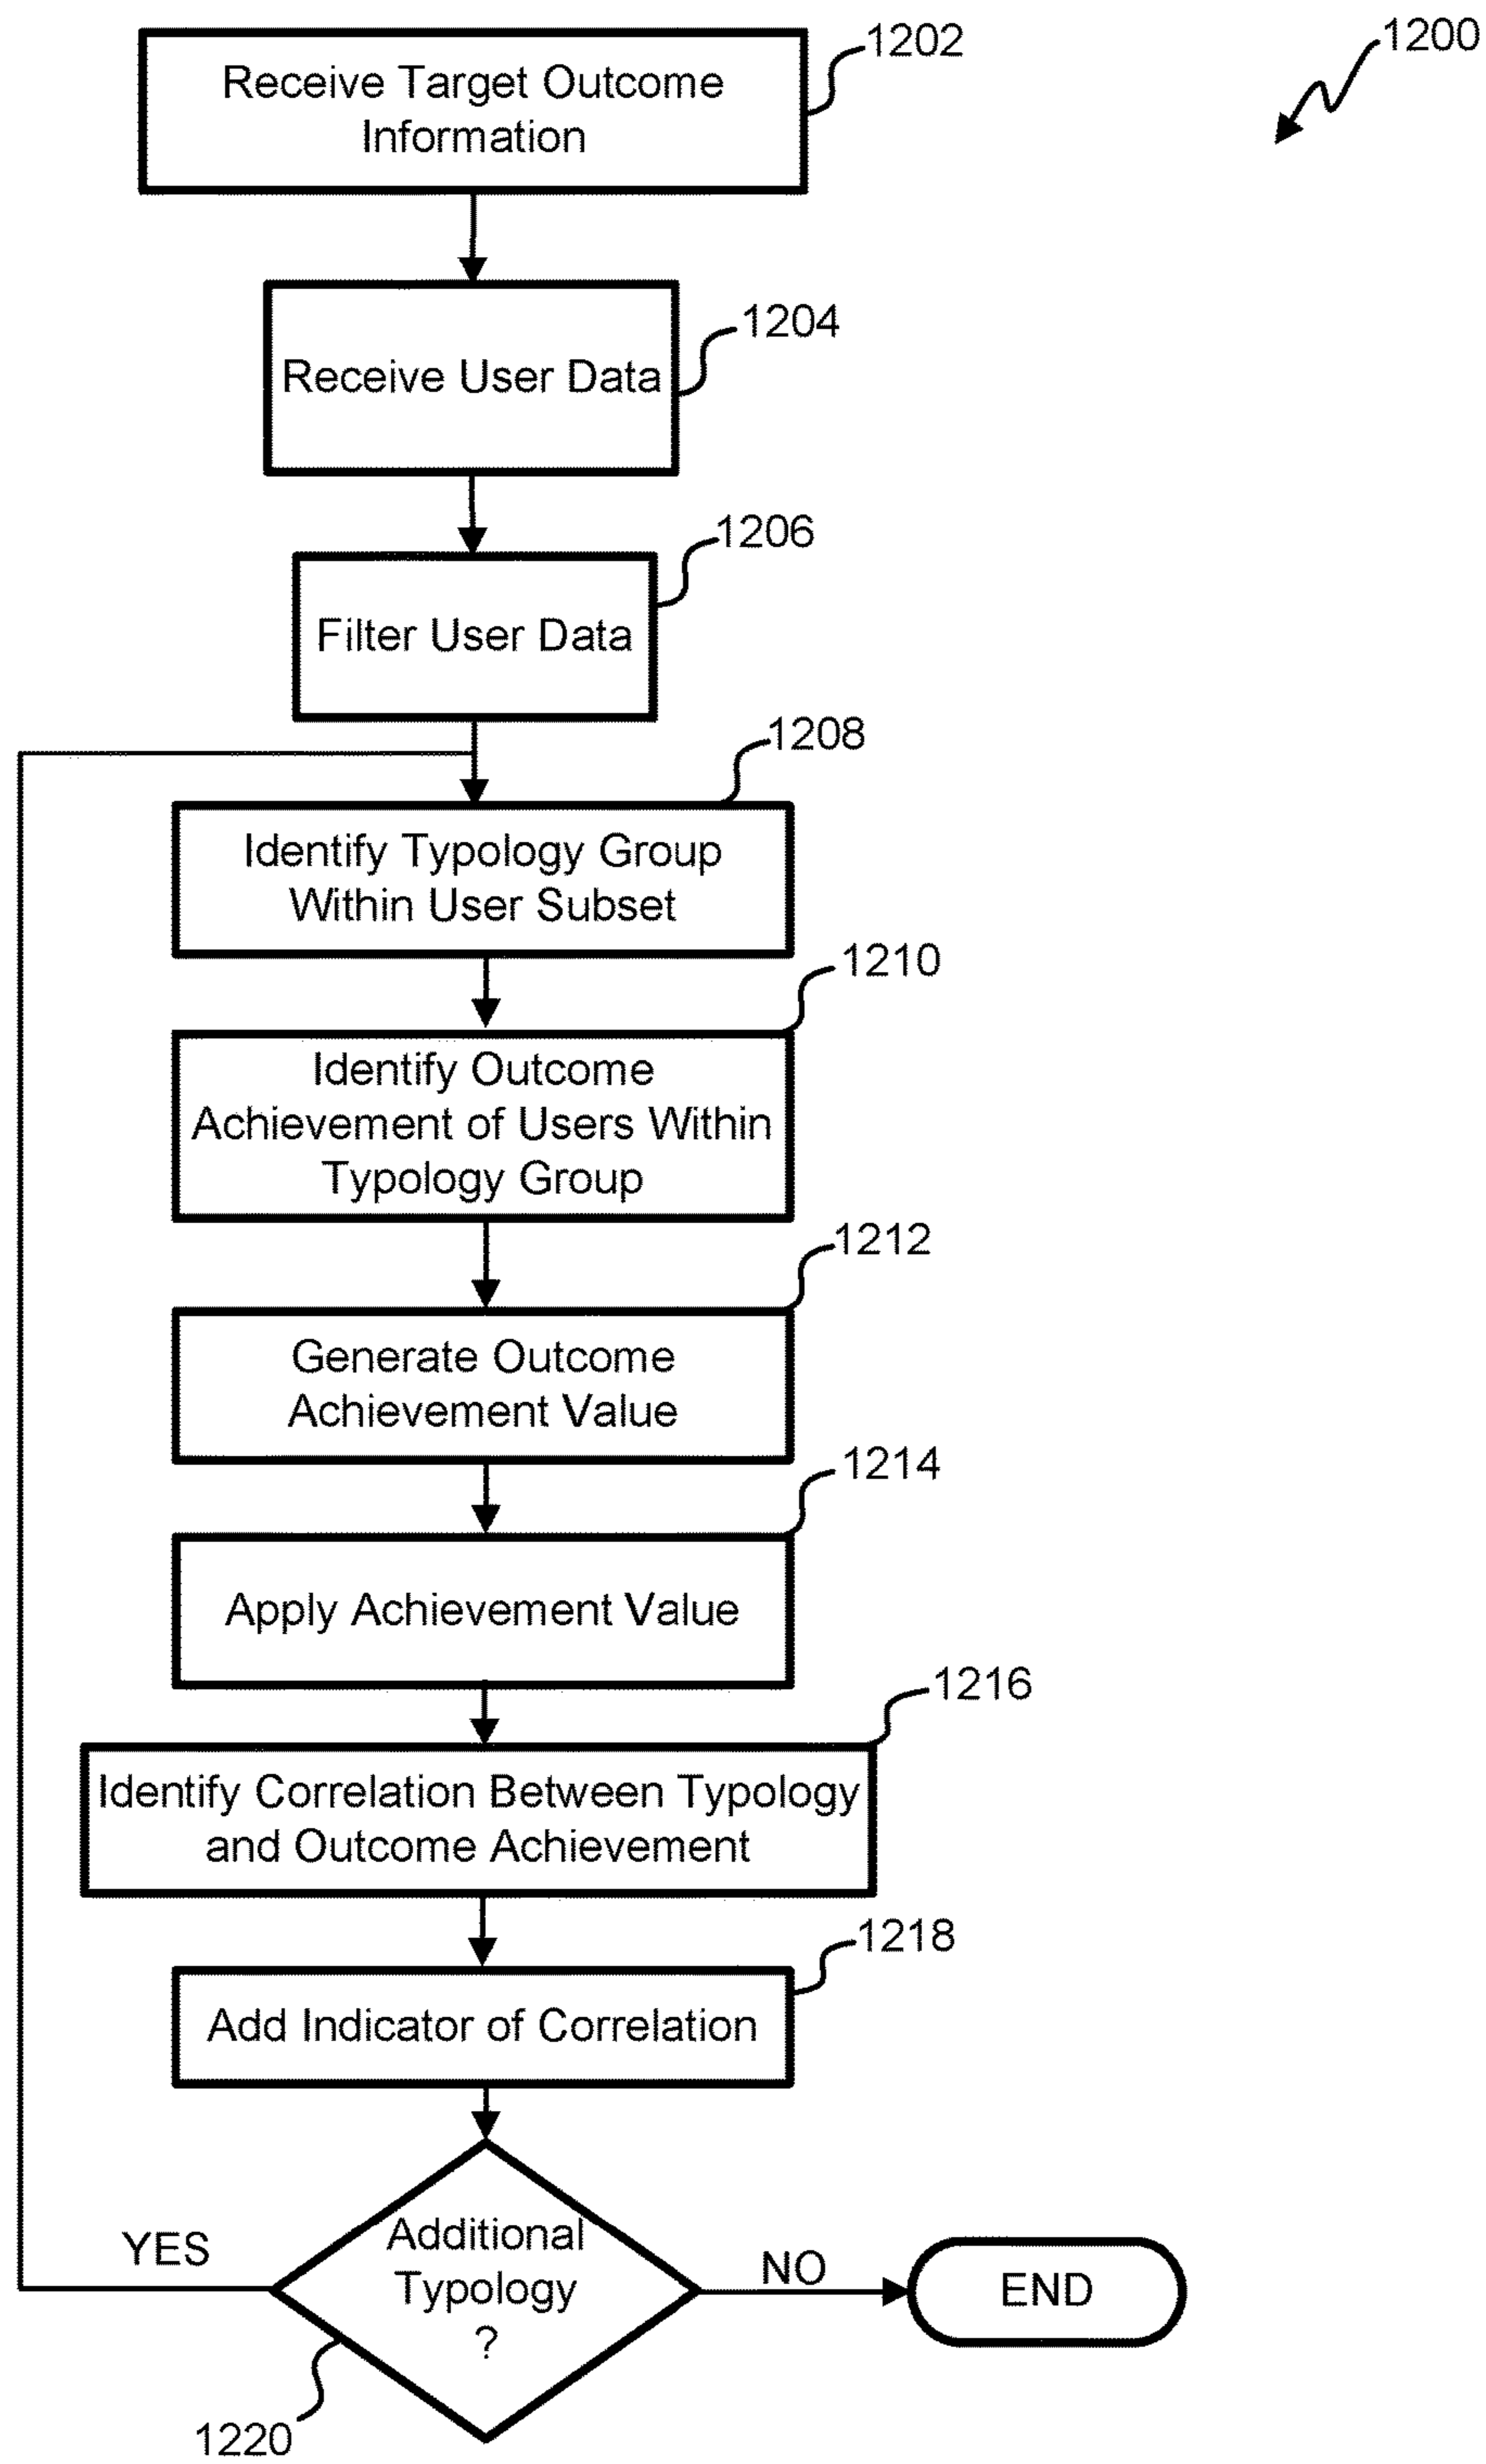 1200
1202
Receive Target Outcome
Information
1204
Receive User Data
1206
Filter User Data
1208
Identify Typology Group
Within User Subset
1210
Identify Outcome
Achievement of Users Within
Typology Group
1212
Generate Outcome
Achievement Value
1214
Apply Achievement Value
1216
Identify Correlation Between Typology
and Outcome Achievement
1218
Add Indicator of Correlation
Additional
Typology
?
YES
NO
END
1220